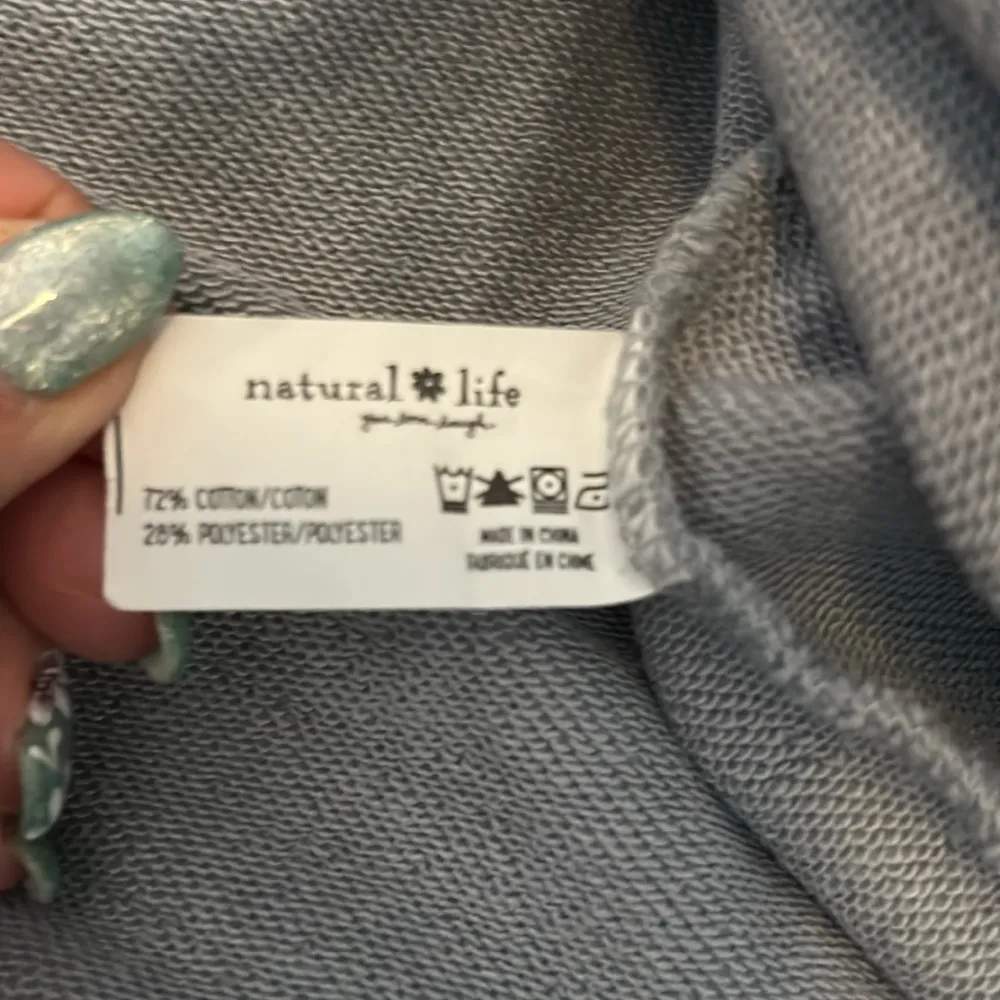 natural life
72% COTTON/COTON
28% POLYESTER/POLYESTER
MADE IN CHINA
FABRIQUÉ EN CHINE